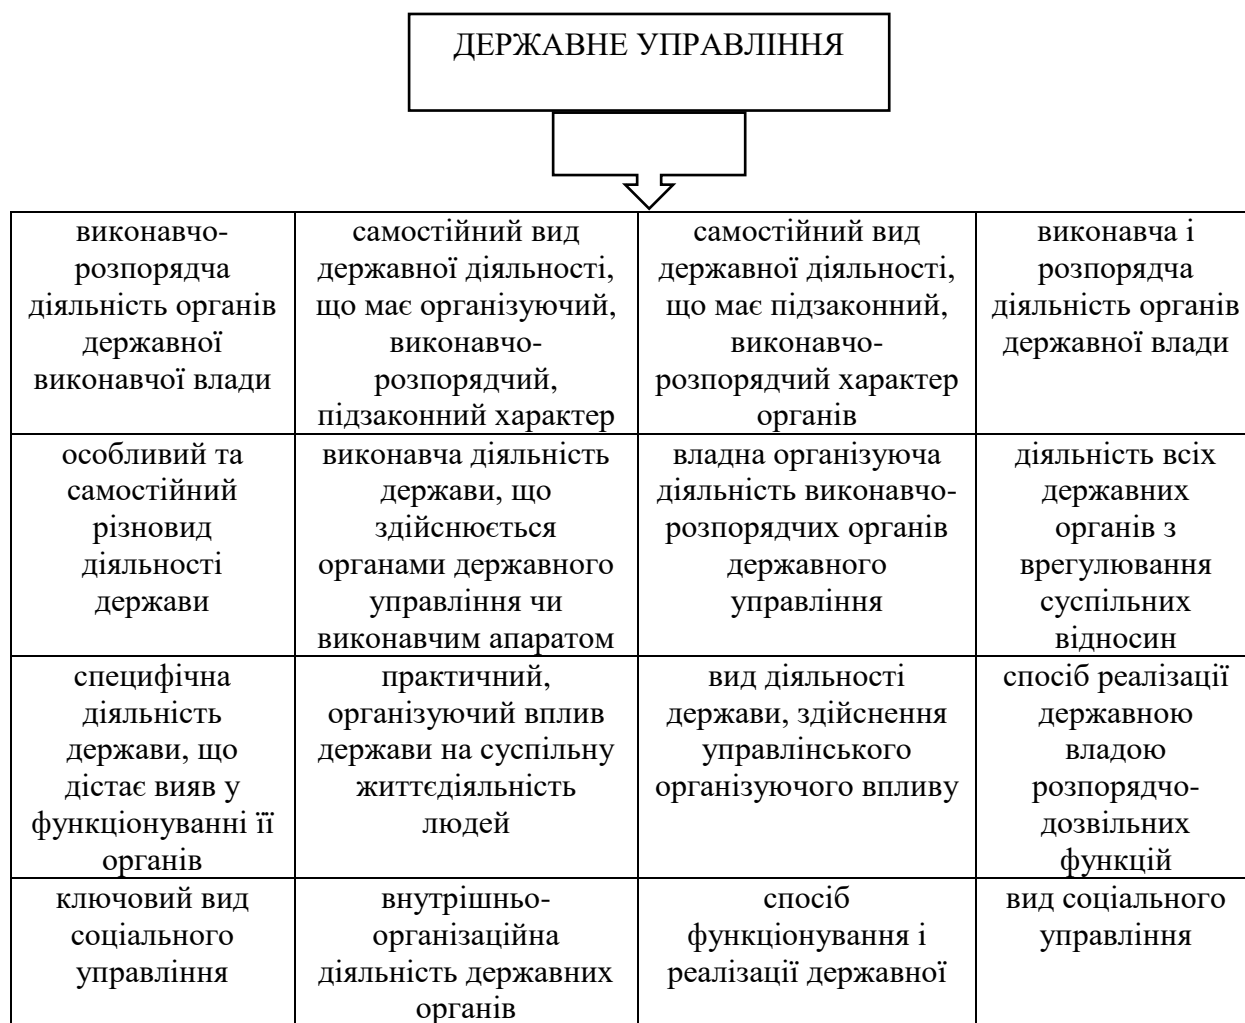 ДЕРЖАВНЕ УПРАВЛІННЯ
виконавчо-
розпорядча
діяльність органів
державної
виконавчої влади
самостійний вид
державної діяльності,
що має організуючий,
виконавчо-
розпорядчий,
підзаконний характер
самостійний вид
державної діяльності,
що має підзаконний,
виконавчо-
розпорядчий характер
органів
виконавча і
розпорядча
діяльність органів
державної влади
особливий та
самостійний
різновид
діяльності
держави
виконавча діяльність
держави, що
здійснюється
органами державного
управління чи
виконавчим апаратом
владна організуюча
діяльність виконавчо-
розпорядчих органів
державного
управління
діяльність всіх
державних
органів з
врегулювання
суспільних
відносин
специфічна
діяльність
держави, що
дістає вияв у
функціонуванні її
органів
практичний,
організуючий вплив
держави на суспільну
життєдіяльність
людей
вид діяльності
держави, здійснення
управлінського
організуючого впливу
спосіб реалізації
державною
владою
розпорядчо-
дозвільних
функцій
ключовий вид
соціального
управління
внутрішньо-
організаційна
діяльність державних
органів
спосіб
функціонування і
реалізації державної
вид соціального
управління